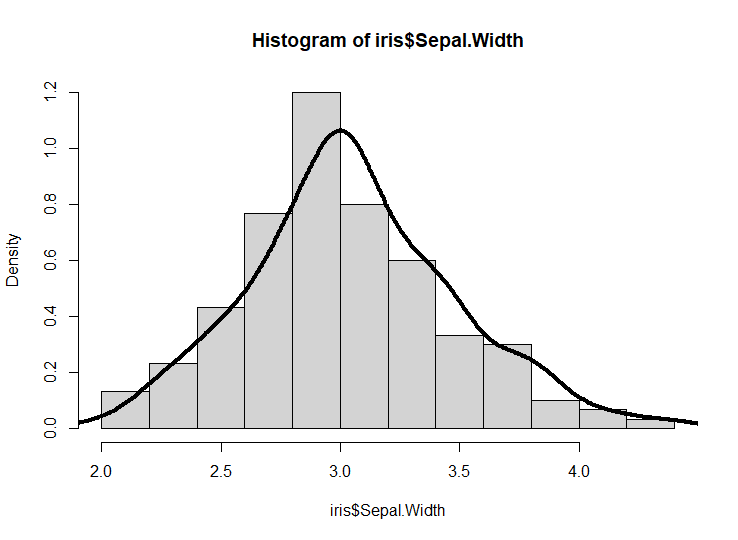 Histogram of iris$Sepal.Width
Density
0.0 0.2 0.4 0.6 0.8 1.0 1.2
2.0 2.5 3.0 3.5 4.0
iris$Sepal.Width